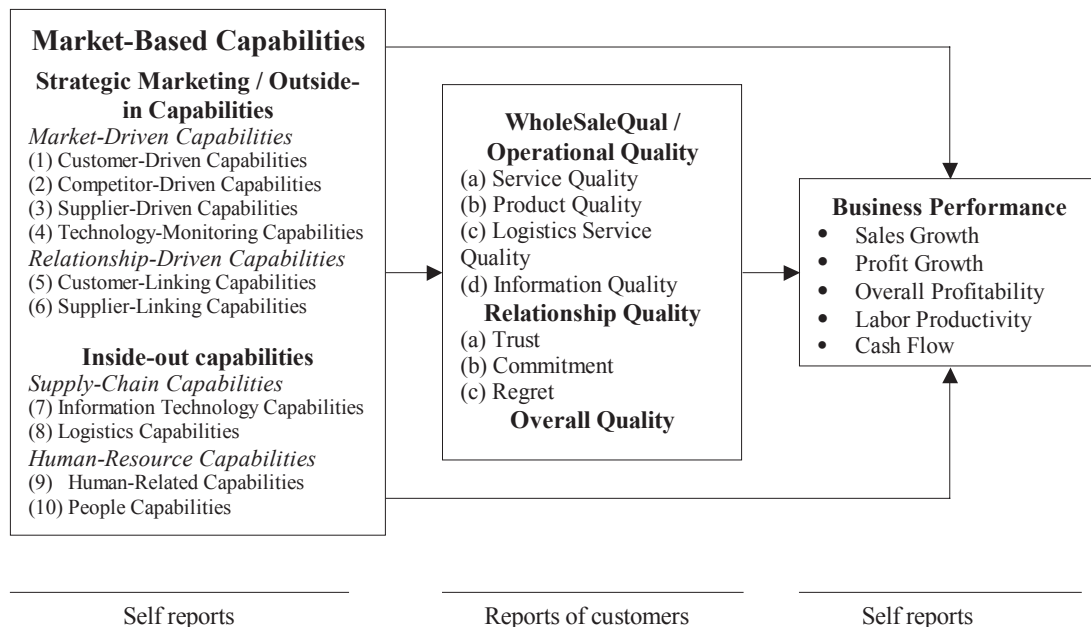 Market-Based Capabilities
Strategic Marketing / Outside-
in Capabilities
Market-Driven Capabilities
(1) Customer-Driven Capabilities
(2) Competitor-Driven Capabilities
(3) Supplier-Driven Capabilities
(4) Technology-Monitoring Capabilities
Relationship-Driven Capabilities
(5) Customer-Linking Capabilities
(6) Supplier-Linking Capabilities
Inside-out capabilities
Supply-Chain Capabilities
(7) Information Technology Capabilities
(8) Logistics Capabilities
Human-Resource Capabilities
(9) Human-Related Capabilities
(10) People Capabilities
WholeSaleQual /
Operational Quality
(a) Service Quality
(b) Product Quality
(c) Logistics Service
Quality
(d) Information Quality
Relationship Quality
(a) Trust
(b) Commitment
(c) Regret
Overall Quality
Business Performance
• Sales Growth
• Profit Growth
• Overall Profitability
• Labor Productivity
• Cash Flow
Self reports
Reports of customers
Self reports